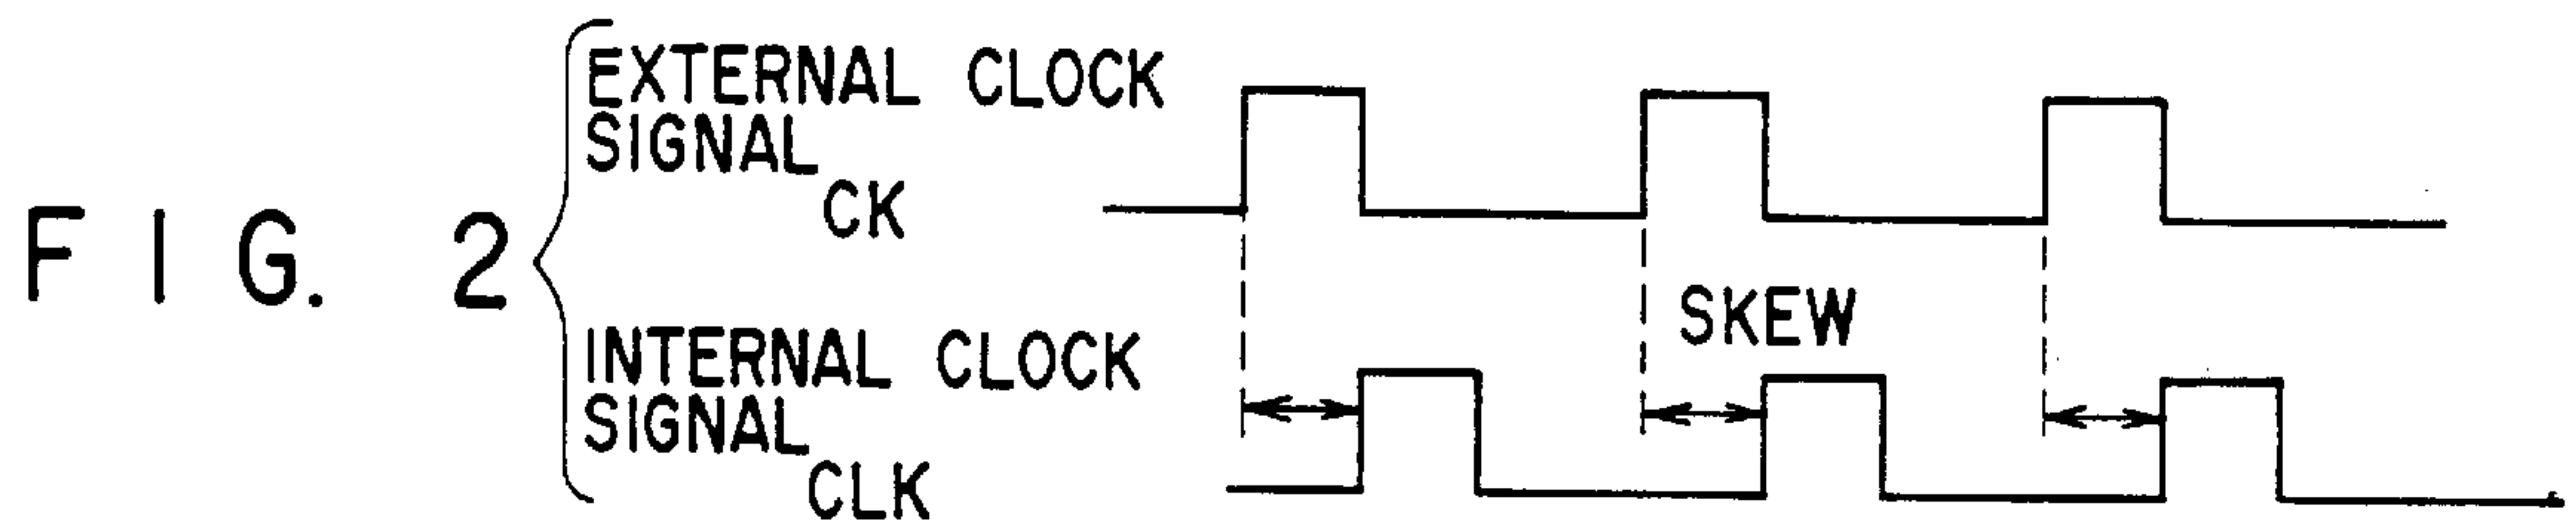 FIG. 2
EXTERNAL CLOCK
SIGNAL
CK
SKEW
INTERNAL CLOCK
SIGNAL
CLK